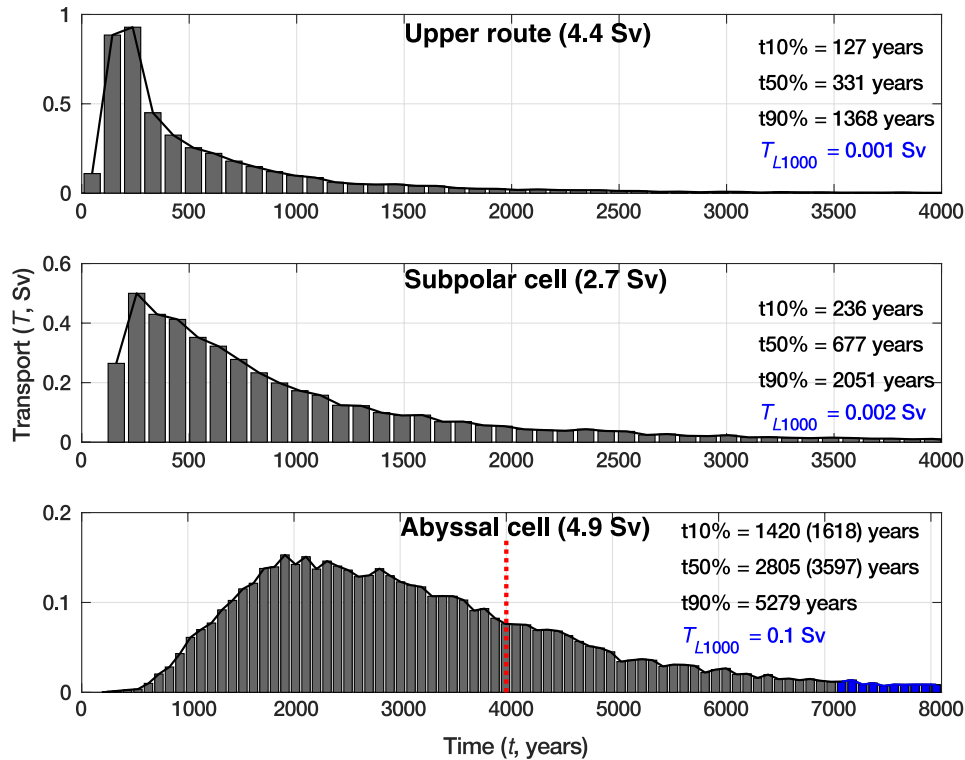 Upper route (4.4 Sv)
t10% = 127 years
t50% = 331 years
t90% = 1368 years
T_L1000 = 0.001 Sv
1
0.5
0
0 500 1000 1500 2000 2500 3000 3500 4000
Subpolar cell (2.7 Sv)
t10% = 236 years
t50% = 677 years
t90% = 2051 years
T_L1000 = 0.002 Sv
0.6
0.4
0.2
0
0 500 1000 1500 2000 2500 3000 3500 4000
Transport (T, Sv)
Abyssal cell (4.9 Sv)
t10% = 1420 (1618) years
t50% = 2805 (3597) years
t90% = 5279 years
T_L1000 = 0.1 Sv
0.2
0.1
0
0 1000 2000 3000 4000 5000 6000 7000 8000
Time (t, years)